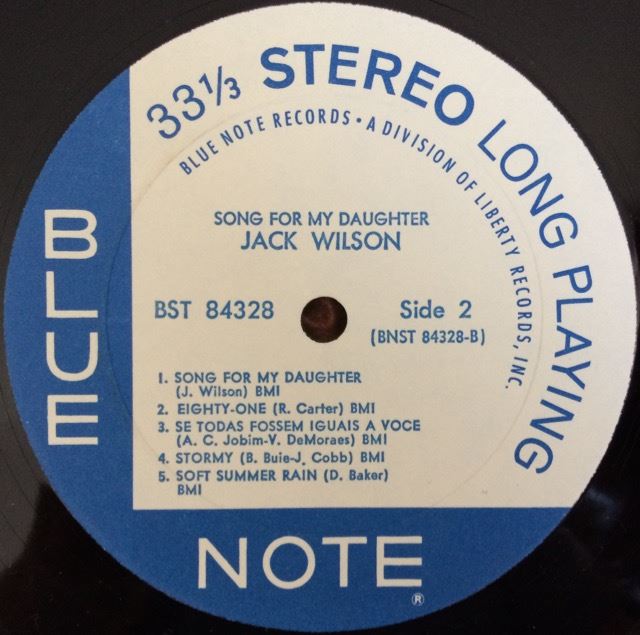 33⅓ STEREO LONG PLAYING
BLUE NOTE RECORDS • A DIVISION OF LIBERTY RECORDS, INC.
SONG FOR MY DAUGHTER
JACK WILSON
BST 84328
Side 2
(BNST 84328-B)
1. SONG FOR MY DAUGHTER
(J. Wilson) BMI
2. EIGHTY-ONE (R. Carter) BMI
3. SE TODAS FOSSEM IGUAIS A VOCE
(A. C. Jobim-V. DeMoraes) BMI
4. STORMY (B. Buie-J. Cobb) BMI
5. SOFT SUMMER RAIN (D. Baker)
BMI
BLUE
NOTE
®